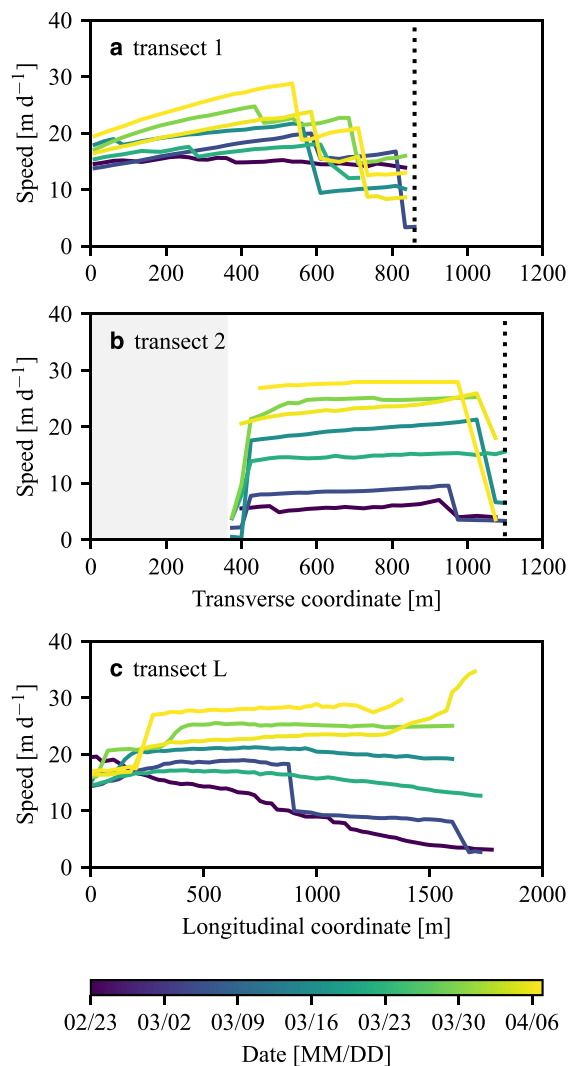 a transect 1
Speed [m d⁻¹]
40
30
20
10
0
0 200 400 600 800 1000 1200
b transect 2
Speed [m d⁻¹]
40
30
20
10
0
0 200 400 600 800 1000 1200
Transverse coordinate [m]
c transect L
Speed [m d⁻¹]
40
30
20
10
0
0 500 1000 1500 2000
Longitudinal coordinate [m]
02/23 03/02 03/09 03/16 03/23 03/30 04/06
Date [MM/DD]